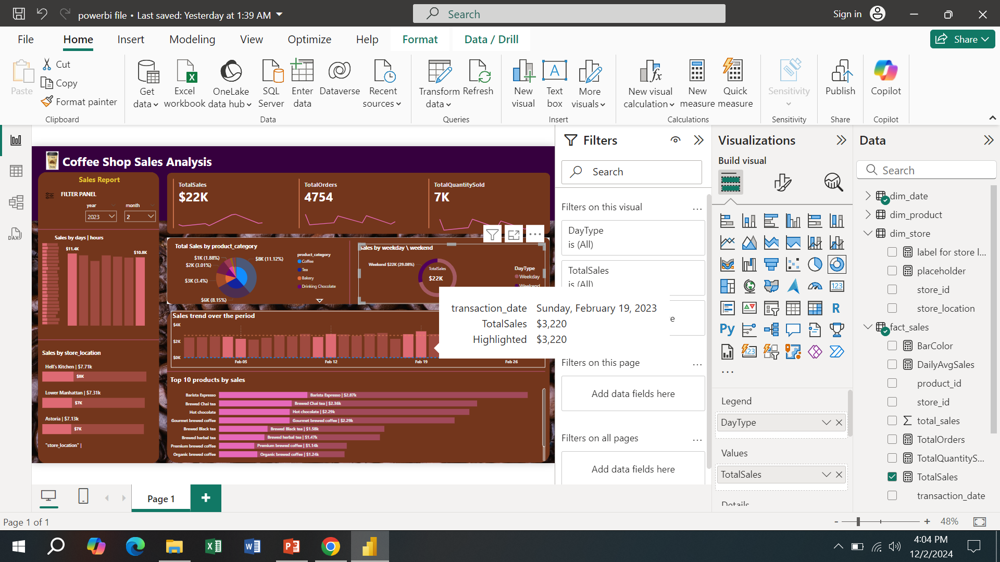 powerbi file • Last saved: Yesterday at 1:39 AM
Search
Sign in
File
Home
Insert
Modeling
View
Optimize
Help
Format
Data / Drill
Share
Paste
Cut
Copy
Format painter
Clipboard
Get data
Excel workbook
OneLake data hub
SQL Server
Enter data
Dataverse
Recent sources
Data
Transform data
Refresh
Queries
New visual
Text box
More visuals
Insert
New visual calculation
New measure
Quick measure
Calculations
Sensitivity
Sensitivity
Publish
Share
Copilot
Copilot
Coffee Shop Sales Analysis
Sales Report
FILTER PANEL
year
month
2023
2
Sales by days | hours
$11.4K
$10.8K
Sales by store_location
Hell's Kitchen | $7.71k
$8K
Lower Manhattan | $7.31k
$7K
Astoria | $7.13k
$7K
"store_location" |
TotalSales
$22K
TotalOrders
4754
TotalQuantitySold
7K
Total Sales by product_category
$1K (1.88%)
$2K (3.01%)
$3K (3.4%)
$6K (8.15%)
$8K (11.12%)
product_category
Coffee
Tea
Bakery
Drinking Chocolate
sales by weekday \ weekend
Weekend $22K (29.08%)
TotalSales
$22K
DayType
Weekday
Weekend
transaction_date Sunday, February 19, 2023
TotalSales $3,220
Highlighted $3,220
Sales trend over the period
$4K
$2K
$0K
Feb 05
Feb 12
Feb 19
Feb 26
Top 10 products by sales
Barista Espresso
Barista Espresso | $2.87k
Brewed Chai tea
Brewed Chai tea | $2.36k
Hot chocolate
Hot chocolate | $2.29k
Gourmet brewed coffee
Gourmet brewed coffee | $2.29k
Brewed Black tea
Brewed Black tea | $1.58k
Brewed herbal tea
Brewed herbal tea | $1.47k
Premium brewed coffee
Premium brewed coffee | $1.14k
Organic brewed coffee
Organic brewed coffee | $1.24k
Filters
Search
Filters on this visual
...
DayType
is (All)
TotalSales
is (All)
e
Filters on this page
...
Add data fields here
Filters on all pages
...
Add data fields here
Visualizations
Build visual
123
R
Py
123
...
Legend
DayType
Values
TotalSales
Details
Data
Search
dim_date
dim_product
dim_store
label for store l...
placeholder
store_id
store_location
fact_sales
BarColor
DailyAvgSales
product_id
store_id
total_sales
TotalOrders
TotalQuantityS...
TotalSales
transaction_date
DAX
Page 1
+
Page 1 of 1
- + 48%
4:04 PM
12/2/2024